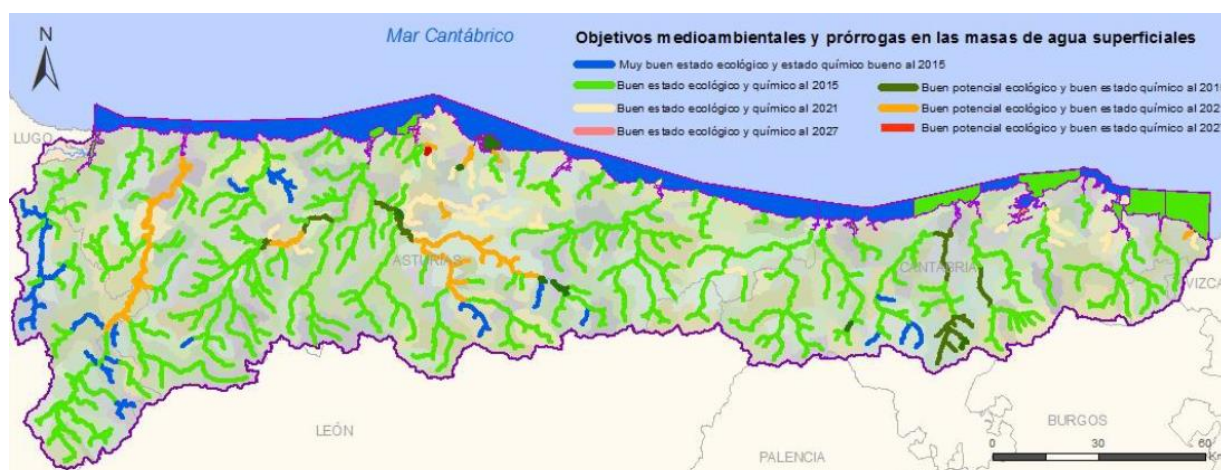 N
Mar Cantábrico
Objetivos medioambientales y prórrogas en las masas de agua superficiales
Muy buen estado ecológico y estado químico bueno al 2015
Buen estado ecológico y químico al 2015
Buen estado ecológico y químico al 2021
Buen estado ecológico y químico al 2027
Buen potencial ecológico y buen estado químico al 201
Buen potencial ecológico y buen estado químico al 202
Buen potencial ecológico y buen estado químico al 202
LUGO
ASTURIAS
CANTABRIA
VIZCA
LEÓN
PALENCIA
BURGOS
0 30 60